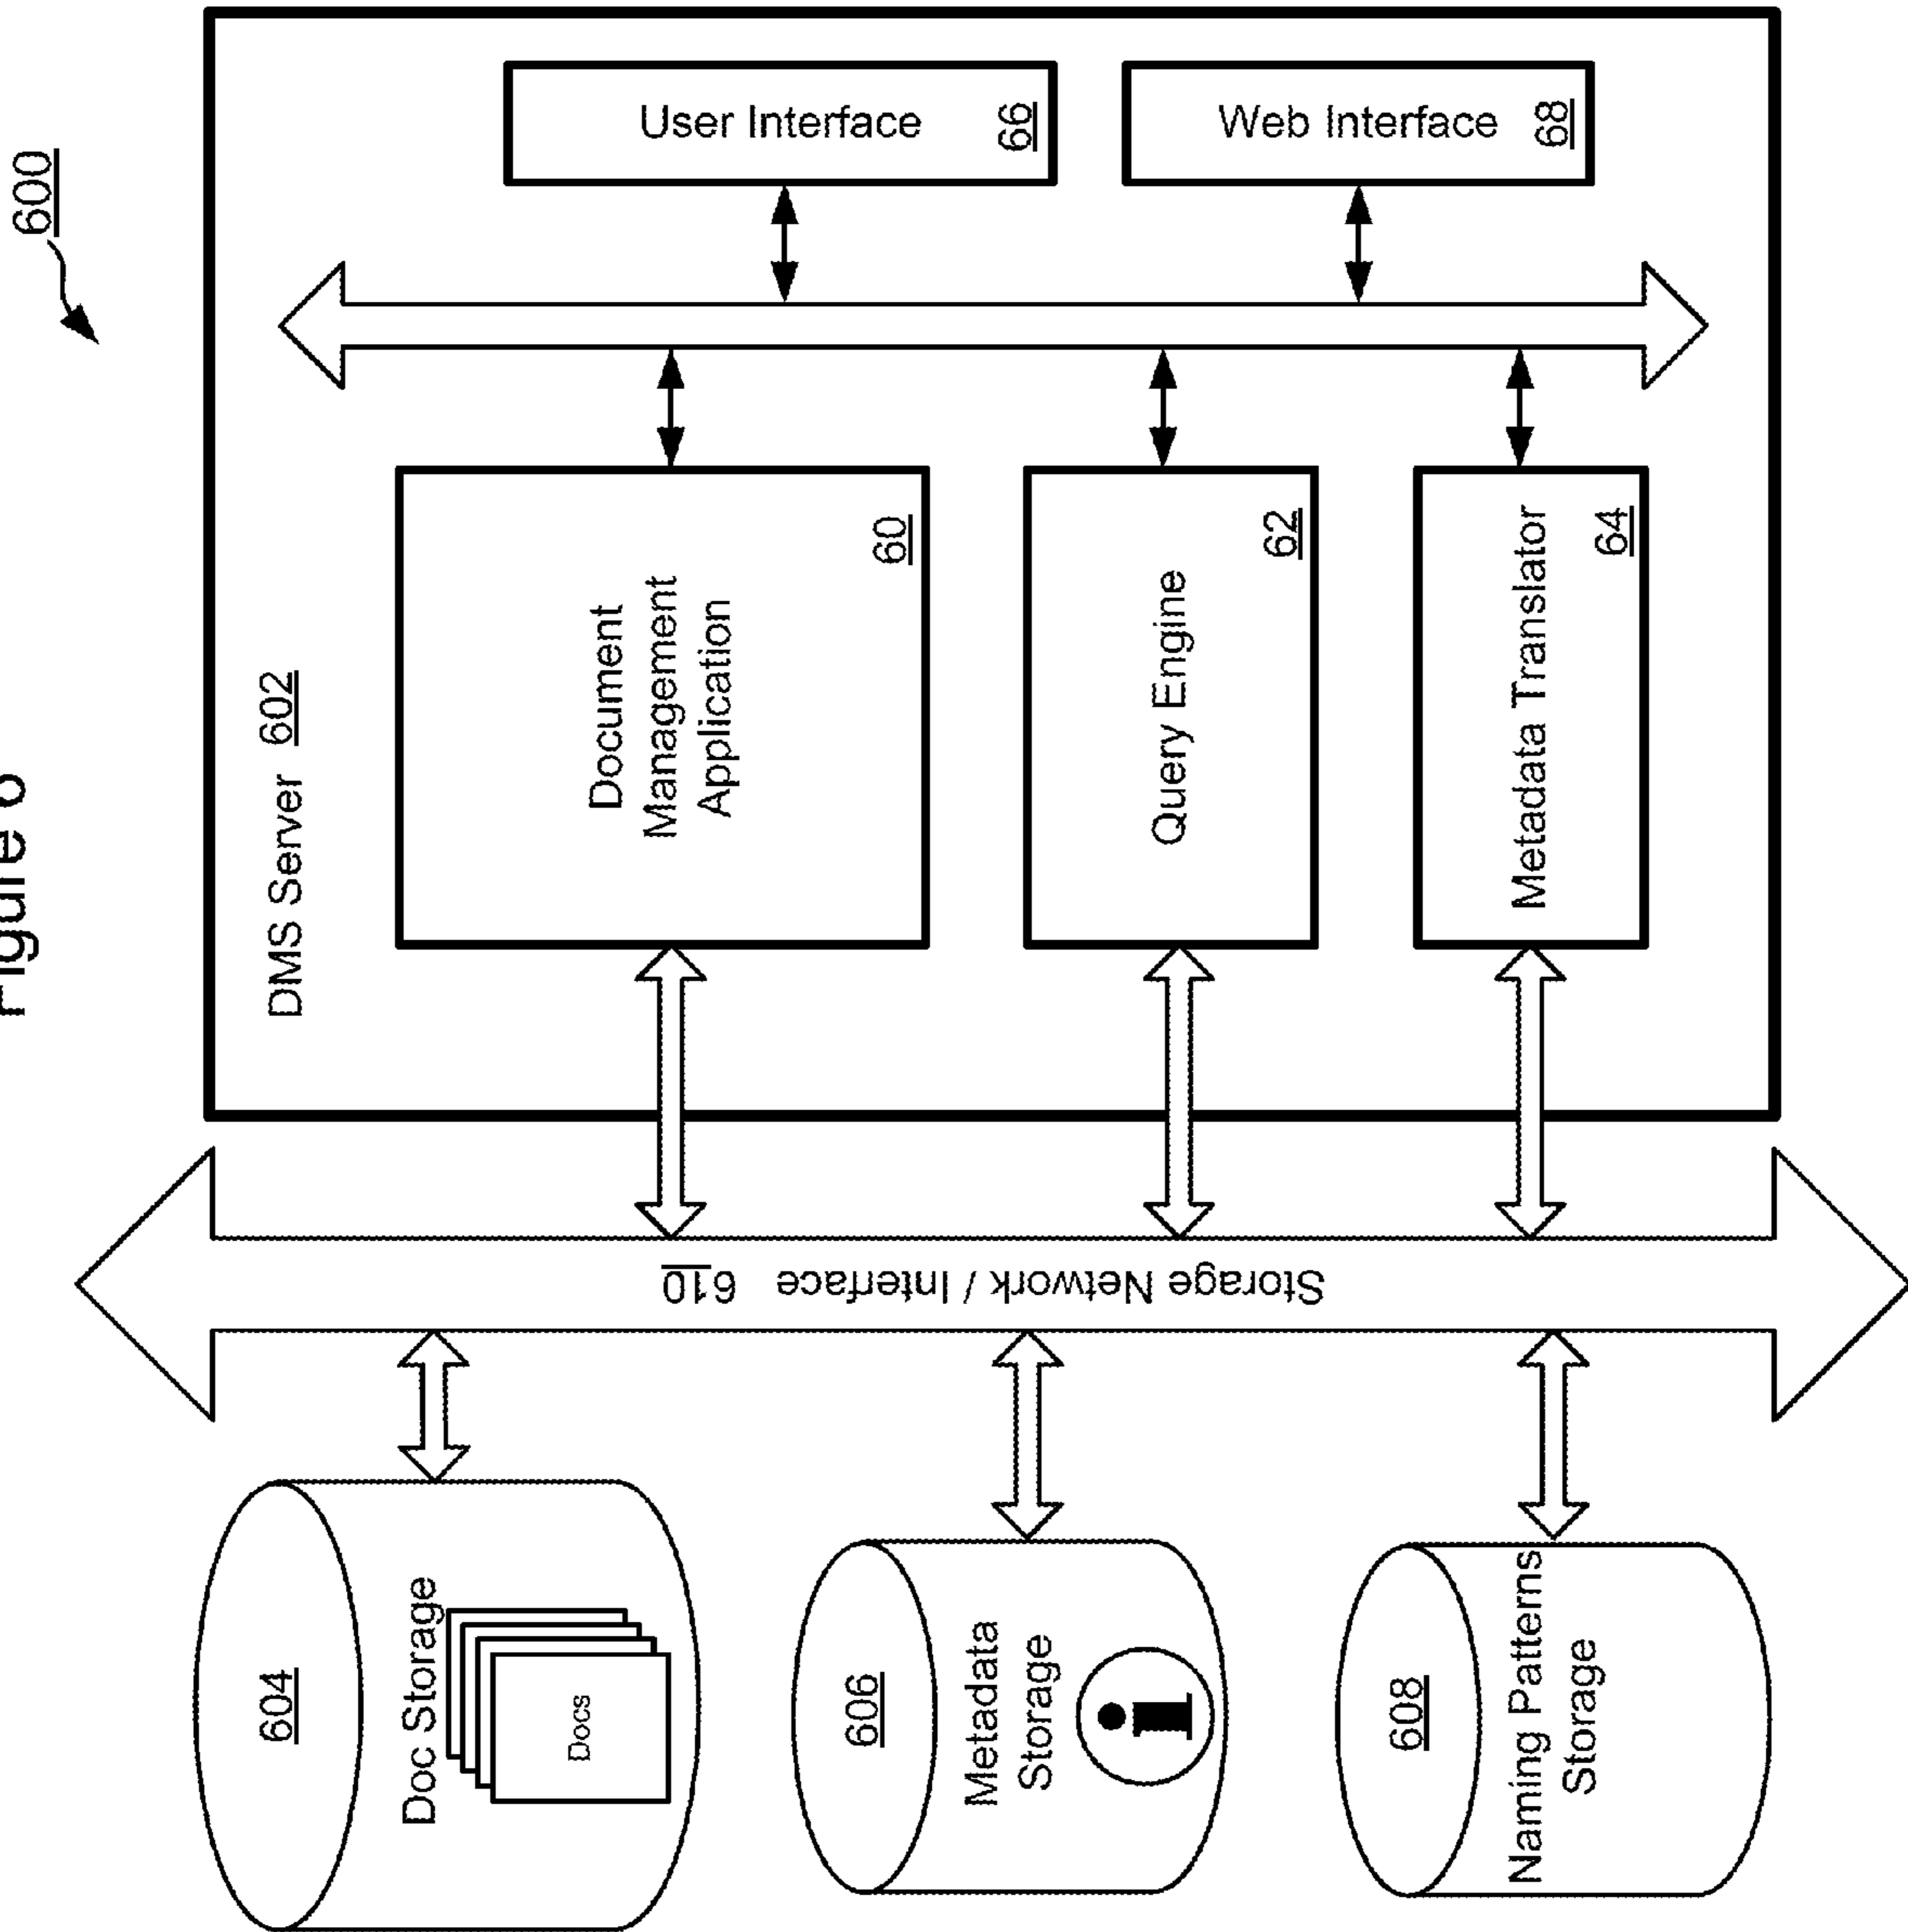 Figure 6
600
604
Doc Storage
Docs
606
Metadata
Storage
608
Naming Patterns
Storage
Storage Network / Interface 610
DMS Server 602
Document
Management
Application
60
Query Engine
62
Metadata Translator
64
User Interface
66
Web Interface
68